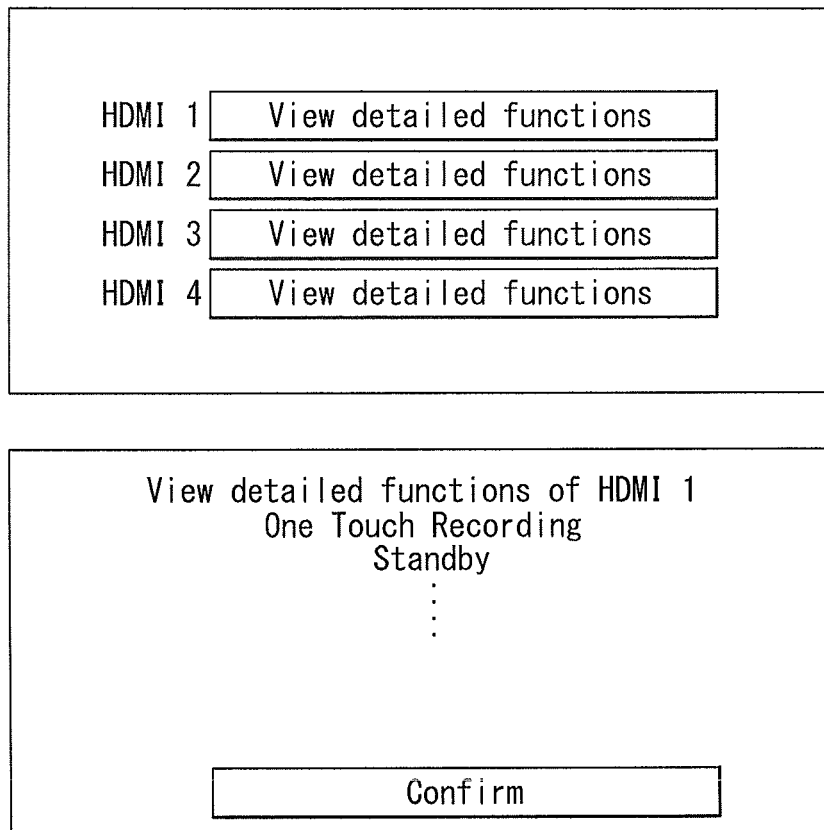 HDMI 1 View detailed functions
HDMI 2 View detailed functions
HDMI 3 View detailed functions
HDMI 4 View detailed functions
View detailed functions of HDMI 1
One Touch Recording
Standby
⋮
Confirm